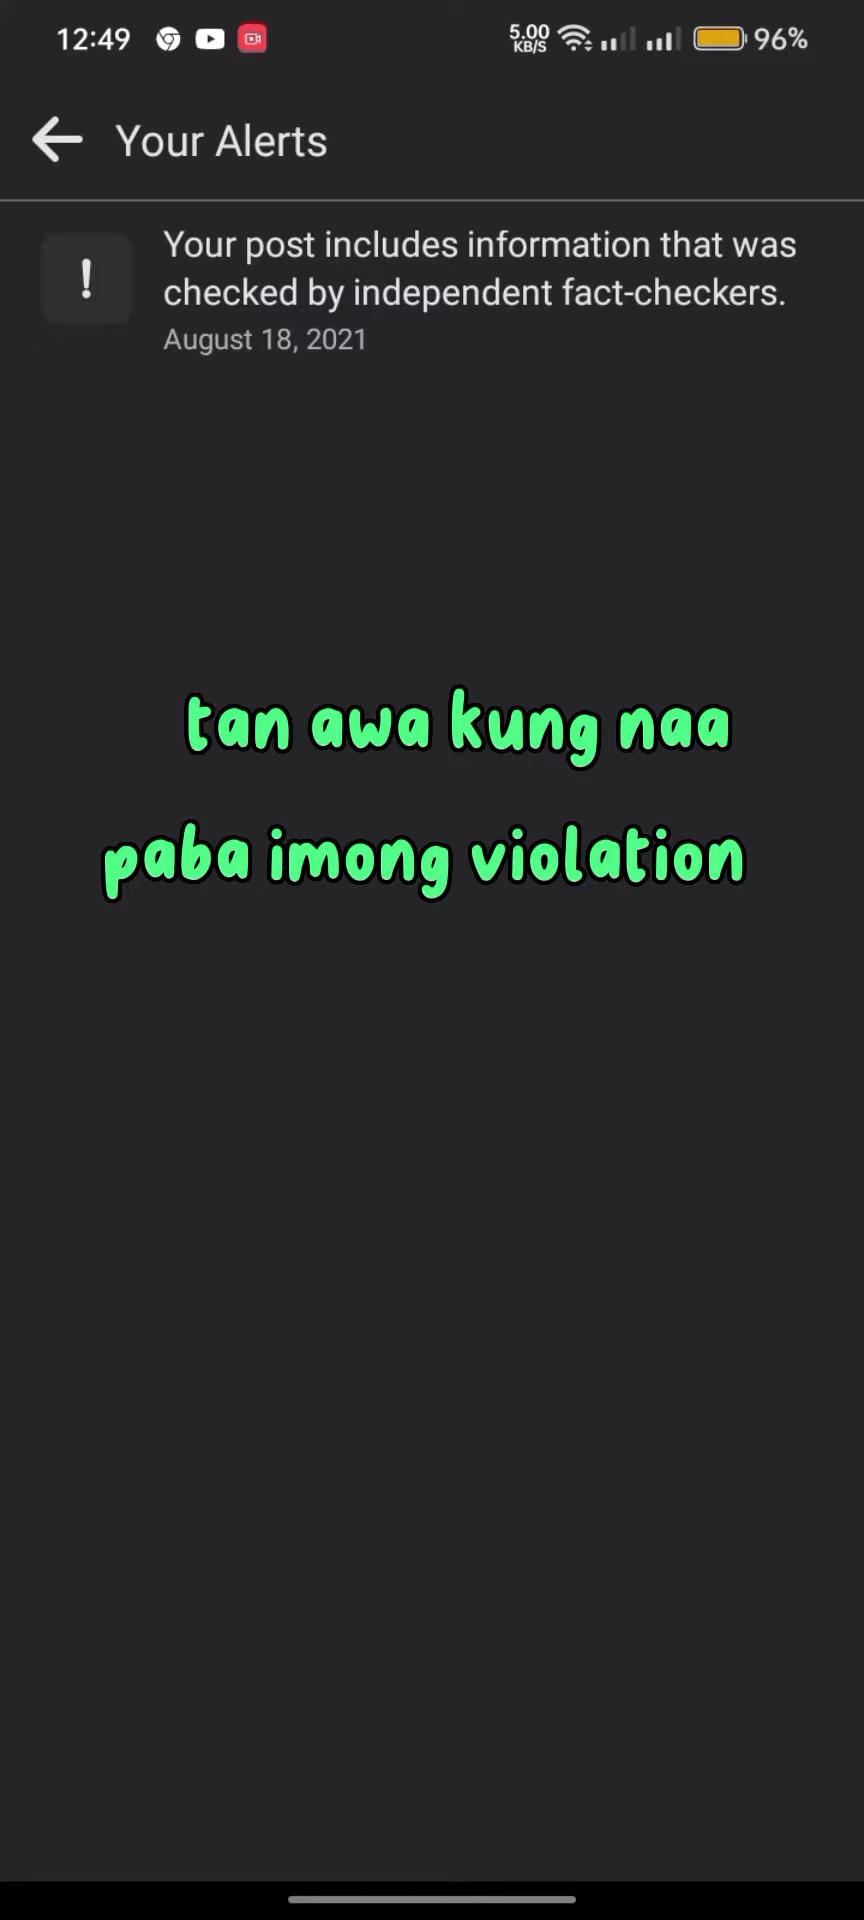 12:49
5.00
KB/S
96%
Your Alerts
Your post includes information that was
checked by independent fact-checkers.
August 18, 2021
tan awa kung naa
paba imong violation